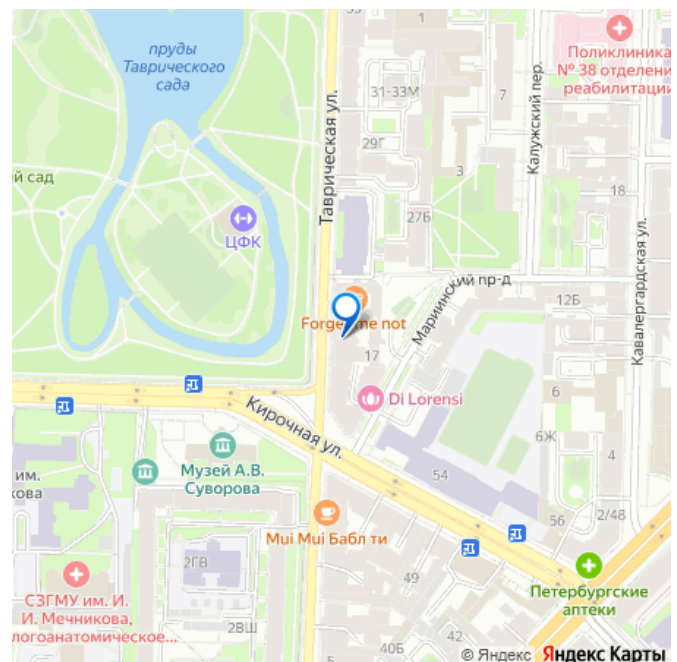 пруды
Таврического
сада
1
Поликлиника
№ 38 отделени
реабилитации
31-33М
7
Калужский пер.
29Г
Таврическая ул.
3
й сад
18
ЦФК
27Б
Мариинский пр-д
Кавалергардская ул.
12Б
Forget me not
17
Di Lorensi
6
Кирочная ул.
6Ж
Музей А.В.
Суворова
4
им.
кова
54
56
2/48
Mui Mui Бабл ти
2ГВ
Петербургские
аптеки
49
СЗГМУ им. И.
И. Мечникова,
логоанатомическое...
2ВШ
40Б
6
© Яндекс Яндекс Карты